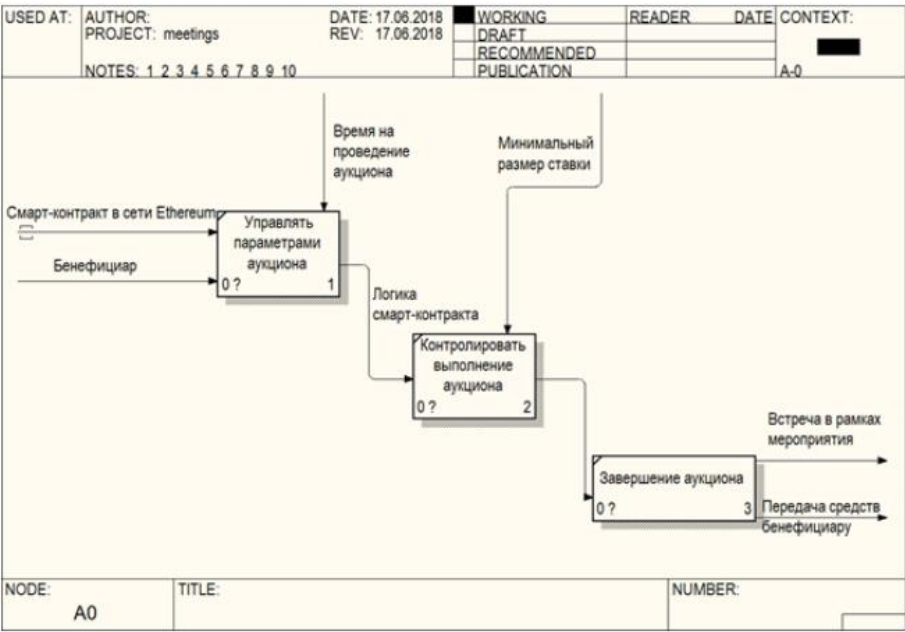 USED AT:
AUTHOR:
DATE: 17.06.2018
WORKING
READER
DATE
CONTEXT:
PROJECT: meetings
REV: 17.06.2018
DRAFT
RECOMMENDED
NOTES: 1 2 3 4 5 6 7 8 9 10
PUBLICATION
A-0
Время на
проведение
аукциона
Минимальный
размер ставки
Смарт-контракт в сети Ethereum
Бенефициар
Управлять
параметрами
аукциона
0 ?
1
Логика
смарт-контракта
Контролировать
выполнение
аукциона
0 ?
2
Встреча в рамках
мероприятия
Завершение аукциона
0 ?
3
Передача средств
бенефициару
NODE:
A0
TITLE:
NUMBER: